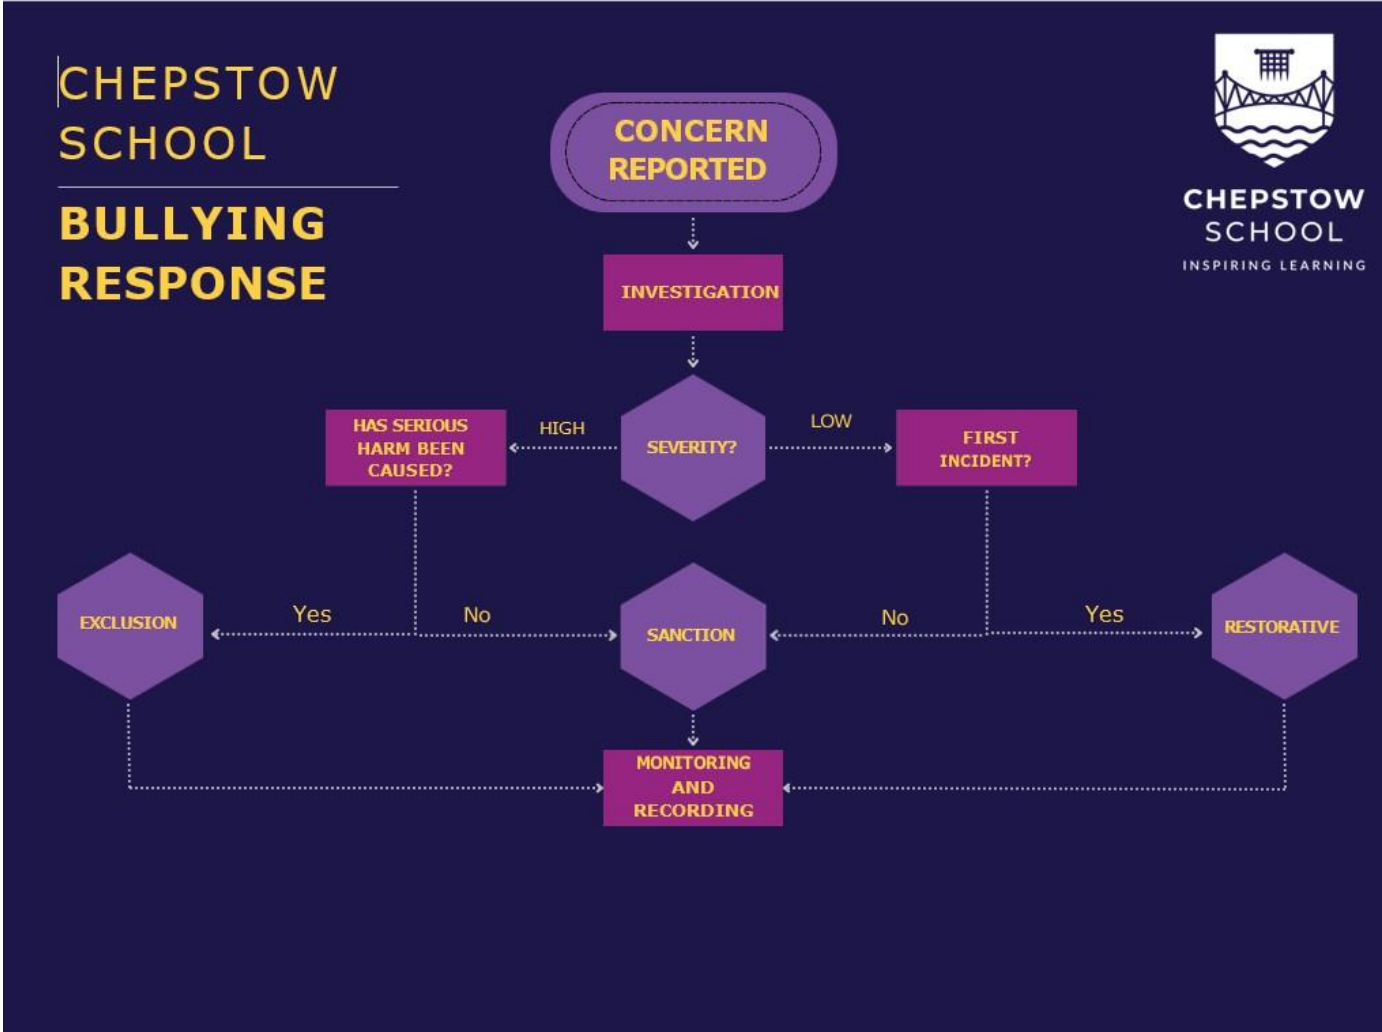 CHEPSTOW
SCHOOL
BULLYING
RESPONSE
CONCERN
REPORTED
CHEPSTOW
SCHOOL
INSPIRING LEARNING
INVESTIGATION
HAS SERIOUS
HARM BEEN
CAUSED?
HIGH
SEVERITY?
LOW
FIRST
INCIDENT?
EXCLUSION
Yes
No
SANCTION
No
Yes
RESTORATIVE
MONITORING
AND
RECORDING